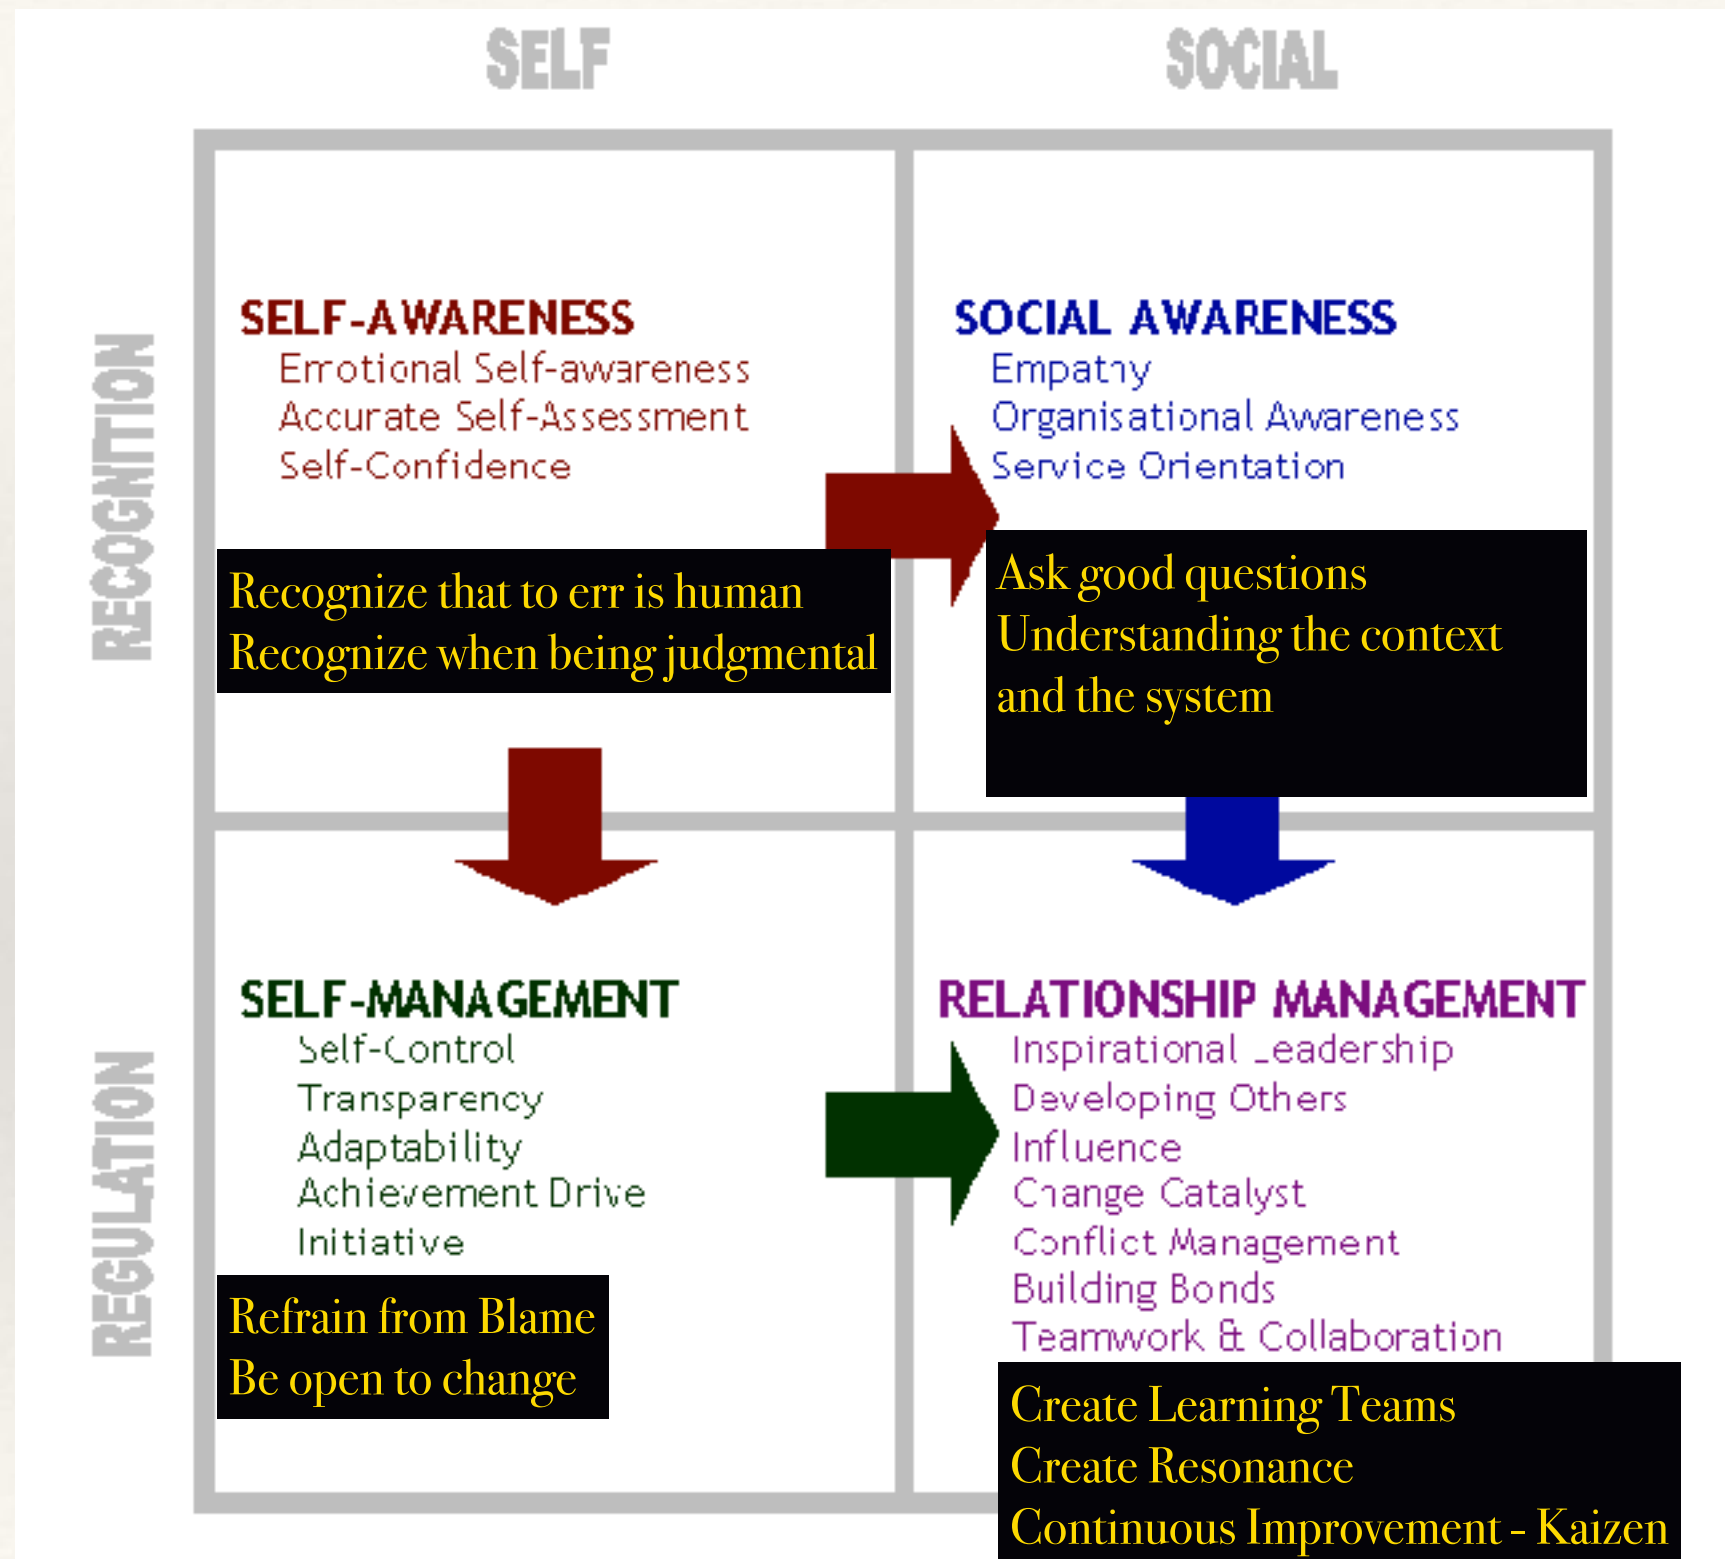 SELF
SOCIAL
RECOGNITION
SELF-AWARENESS
Emotional Self-awareness
Accurate Self-Assessment
Self-Confidence
Recognize that to err is human
Recognize when being judgmental
SOCIAL AWARENESS
Empathy
Organisational Awareness
Service Orientation
Ask good questions
Understanding the context
and the system
REGULATION
SELF-MANAGEMENT
Self-Control
Transparency
Adaptability
Achievement Drive
Initiative
Refrain from Blame
Be open to change
RELATIONSHIP MANAGEMENT
Inspirational Leadership
Developing Others
Influence
Change Catalyst
Conflict Management
Building Bonds
Teamwork & Collaboration
Create Learning Teams
Create Resonance
Continuous Improvement - Kaizen